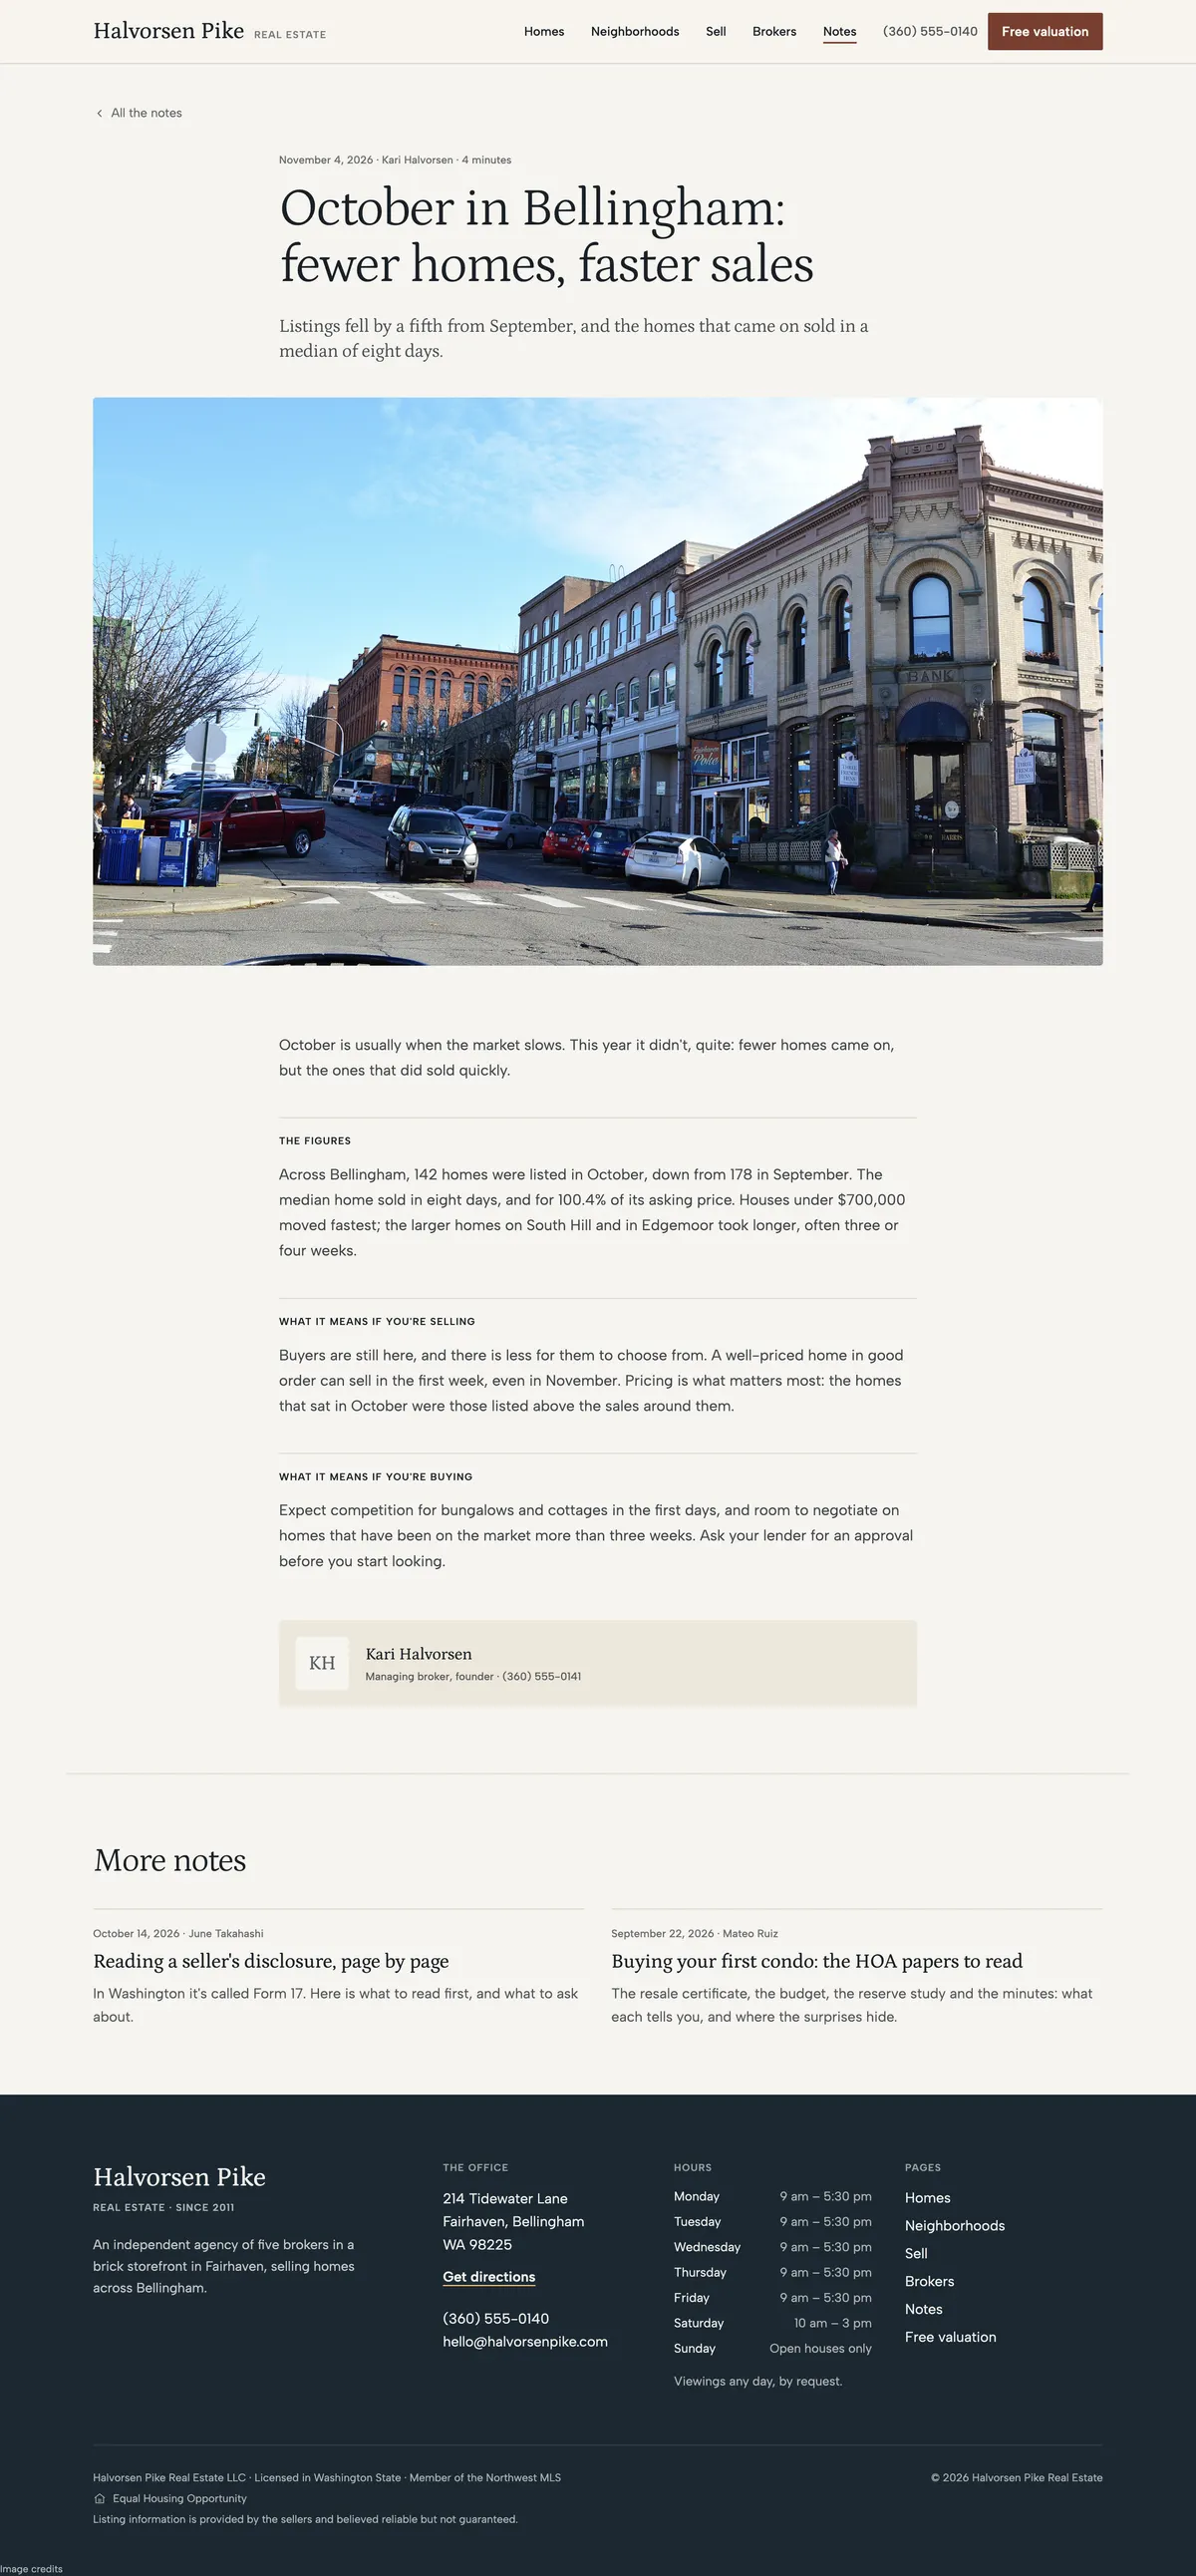 Halvorsen Pike REAL ESTATE
Homes Neighborhoods Sell Brokers Notes (360) 555-0140 Free valuation
All the notes
November 4, 2026 · Kari Halvorsen · 4 minutes
October in Bellingham:
fewer homes, faster sales
Listings fell by a fifth from September, and the homes that came on sold in a
median of eight days.
1900
BANK
October is usually when the market slows. This year it didn't, quite: fewer homes came on,
but the ones that did sold quickly.
THE FIGURES
Across Bellingham, 142 homes were listed in October, down from 178 in September. The
median home sold in eight days, and for 100.4% of its asking price. Houses under $700,000
moved fastest; the larger homes on South Hill and in Edgemoor took longer, often three or
four weeks.
WHAT IT MEANS IF YOU'RE SELLING
Buyers are still here, and there is less for them to choose from. A well-priced home in good
order can sell in the first week, even in November. Pricing is what matters most: the homes
that sat in October were those listed above the sales around them.
WHAT IT MEANS IF YOU'RE BUYING
Expect competition for bungalows and cottages in the first days, and room to negotiate on
homes that have been on the market more than three weeks. Ask your lender for an approval
before you start looking.
KH
Kari Halvorsen
Managing broker, founder · (360) 555-0141
More notes
October 14, 2026 · June Takahashi
Reading a seller's disclosure, page by page
In Washington it's called Form 17. Here is what to read first, and what to ask
about.
September 22, 2026 · Mateo Ruiz
Buying your first condo: the HOA papers to read
The resale certificate, the budget, the reserve study and the minutes: what
each tells you, and where the surprises hide.
Halvorsen Pike
REAL ESTATE · SINCE 2011
An independent agency of five brokers in a
brick storefront in Fairhaven, selling homes
across Bellingham.
THE OFFICE
214 Tidewater Lane
Fairhaven, Bellingham
WA 98225
Get directions
(360) 555-0140
hello@halvorsenpike.com
HOURS
Monday 9 am – 5:30 pm
Tuesday 9 am – 5:30 pm
Wednesday 9 am – 5:30 pm
Thursday 9 am – 5:30 pm
Friday 9 am – 5:30 pm
Saturday 10 am – 3 pm
Sunday Open houses only
Viewings any day, by request.
PAGES
Homes
Neighborhoods
Sell
Brokers
Notes
Free valuation
Halvorsen Pike Real Estate LLC · Licensed in Washington State · Member of the Northwest MLS
© 2026 Halvorsen Pike Real Estate
Equal Housing Opportunity
Listing information is provided by the sellers and believed reliable but not guaranteed.
Image credits